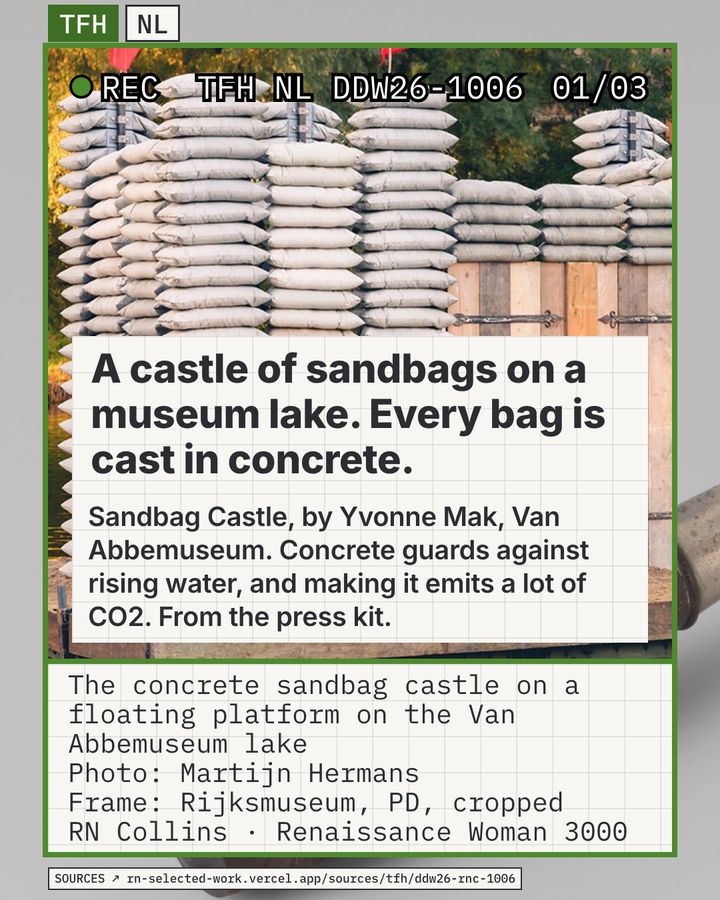 TFH NL
REC TFH NL DDW26-1006 01/03
A castle of sandbags on a
museum lake. Every bag is
cast in concrete.
Sandbag Castle, by Yvonne Mak, Van
Abbemuseum. Concrete guards against
rising water, and making it emits a lot of
CO2. From the press kit.
The concrete sandbag castle on a
floating platform on the Van
Abbemuseum lake
Photo: Martijn Hermans
Frame: Rijksmuseum, PD, cropped
RN Collins · Renaissance Woman 3000
SOURCES ↗ rn-selected-work.vercel.app/sources/tfh/ddw26-rnc-1006